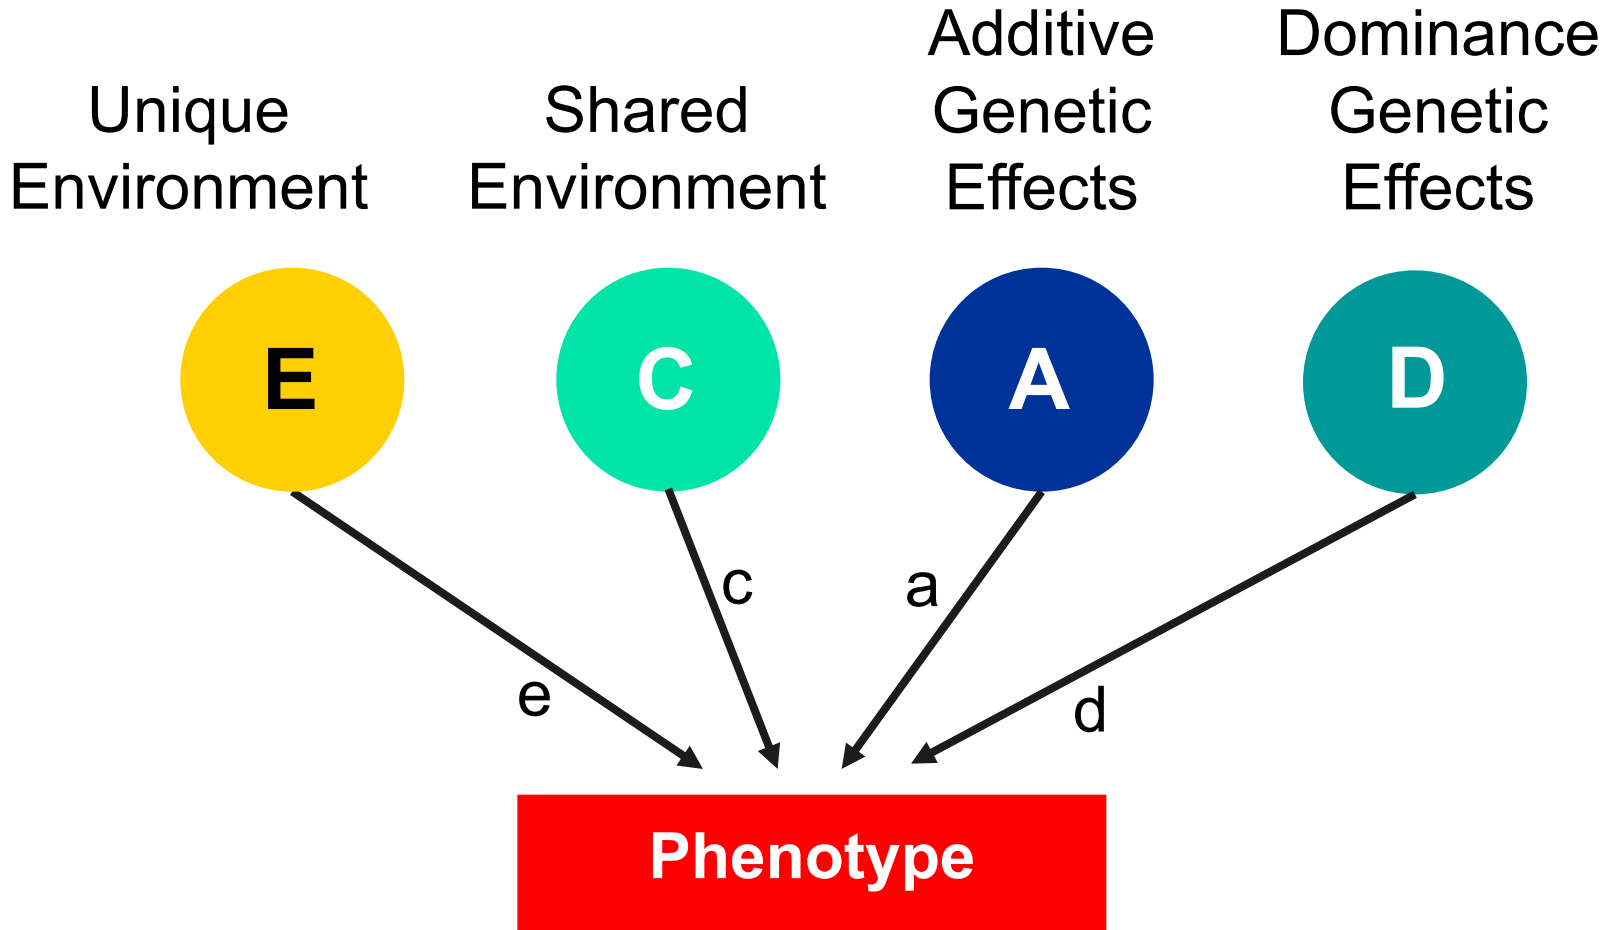 Unique
Environment
Shared
Environment
Additive
Genetic
Effects
Dominance
Genetic
Effects
E
C
A
D
e
c
a
d
Phenotype